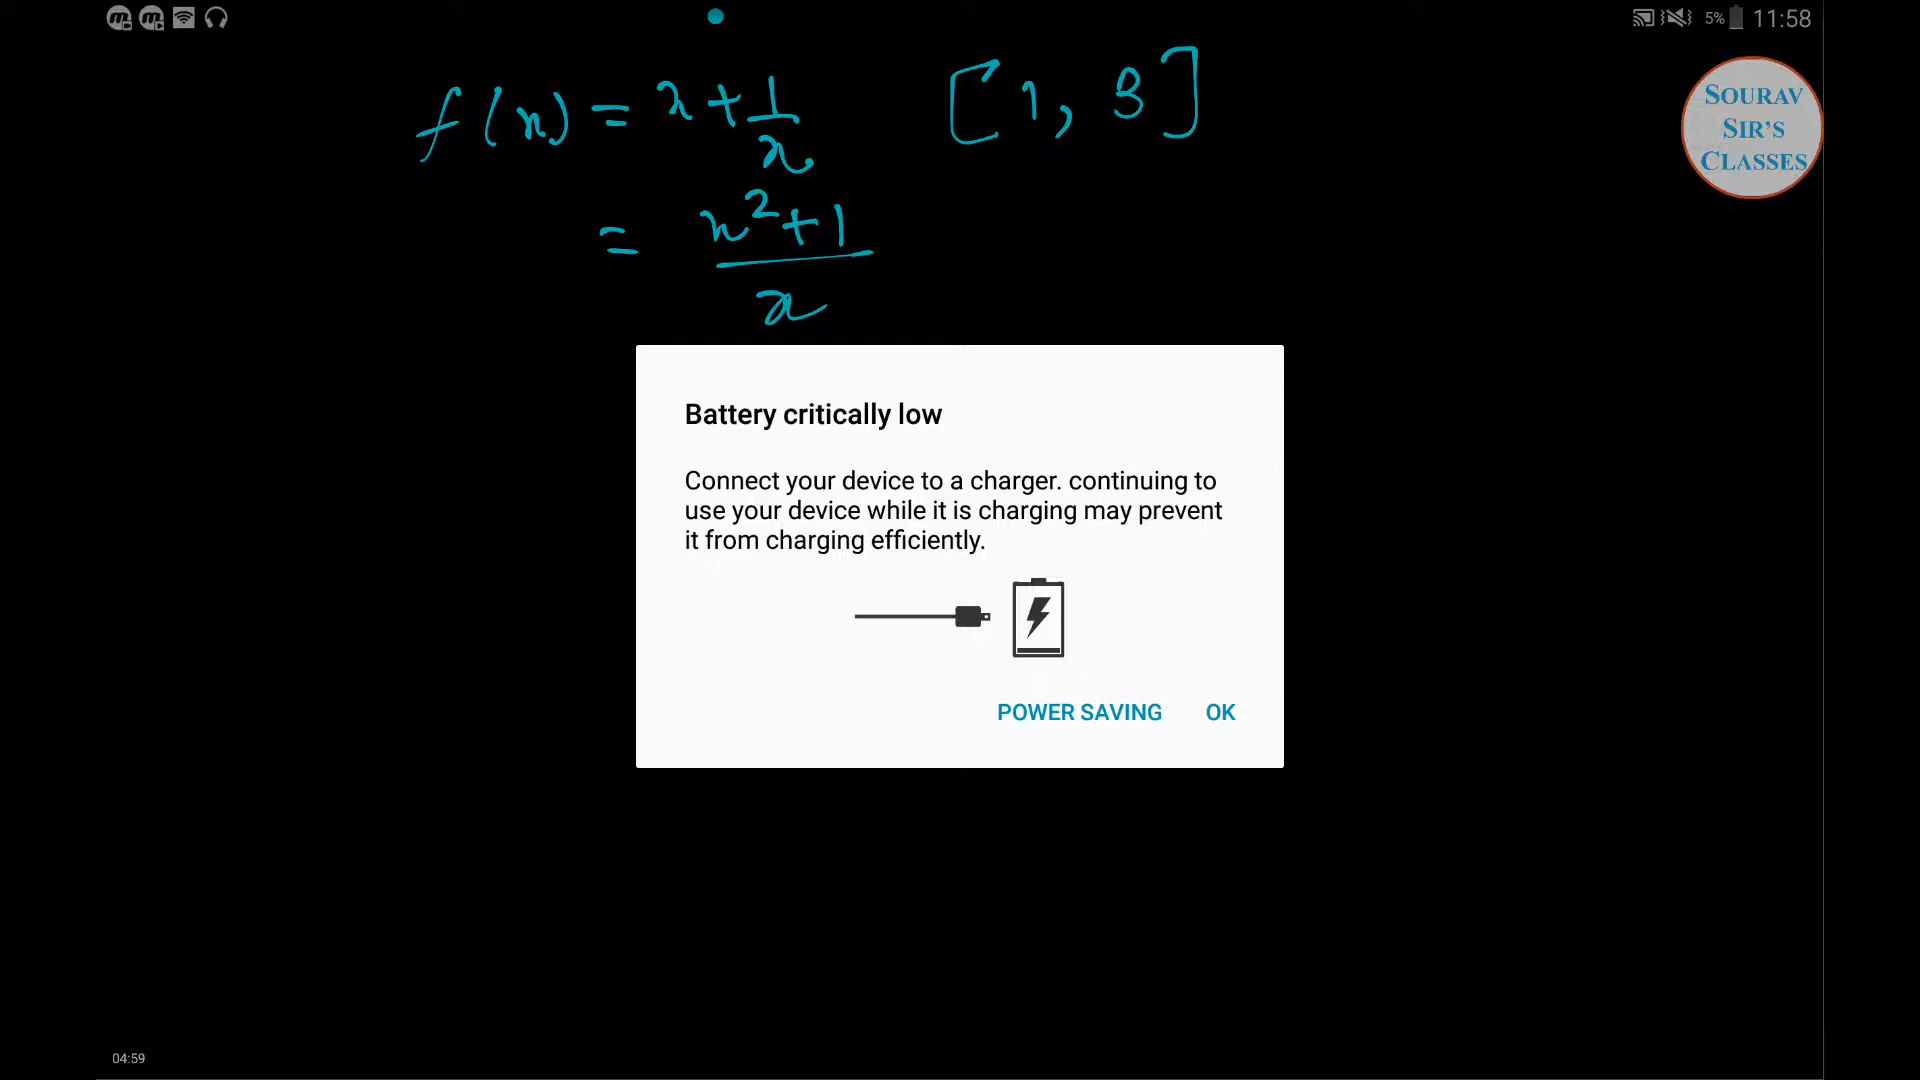 5% 11:58
f(x) = x + 1/x [1, 3]
= x²+1/x
SOURAV
SIR'S
CLASSES
Battery critically low
Connect your device to a charger. continuing to
use your device while it is charging may prevent
it from charging efficiently.
POWER SAVING OK
04:59